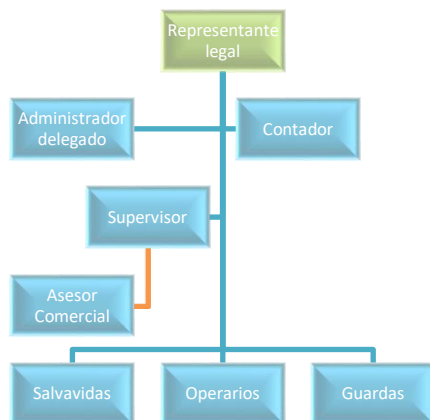 Representante
legal
Administrador
delegado
Contador
Supervisor
Asesor
Comercial
Salvavidas
Operarios
Guardas